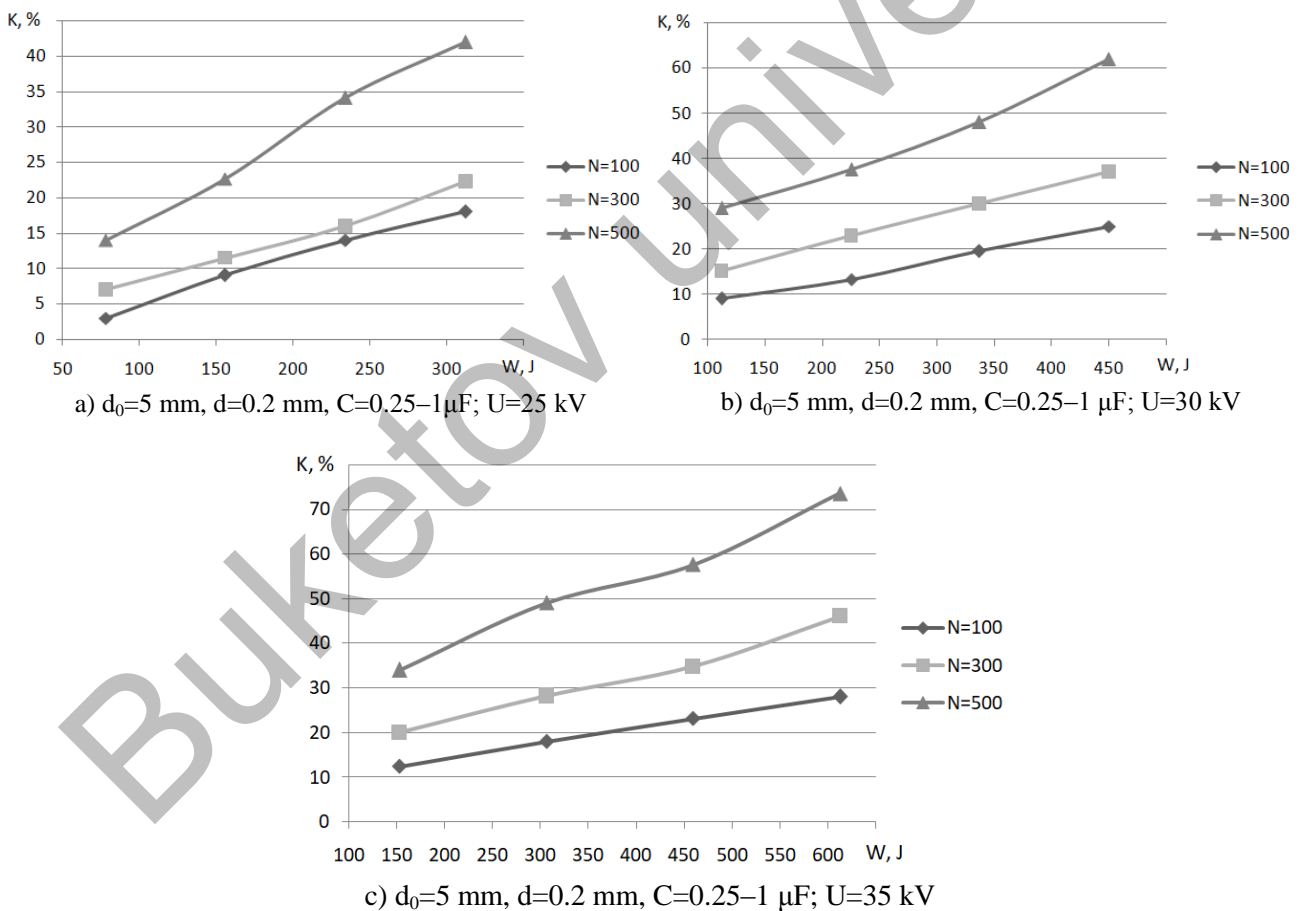 K, %
40
35
30
25
20
15
10
5
0
50 100 150 200 250 300 W, J
N=100
N=300
N=500
a) d₀=5 mm, d=0.2 mm, C=0.25–1μF; U=25 kV
K, %
60
50
40
30
20
10
0
100 150 200 250 300 350 400 450 W, J
N=100
N=300
N=500
b) d₀=5 mm, d=0.2 mm, C=0.25–1 μF; U=30 kV
K, %
70
60
50
40
30
20
10
0
100 150 200 250 300 350 400 450 500 550 600 W, J
N=100
N=300
N=500
c) d₀=5 mm, d=0.2 mm, C=0.25–1 μF; U=35 kV
Buketov unive